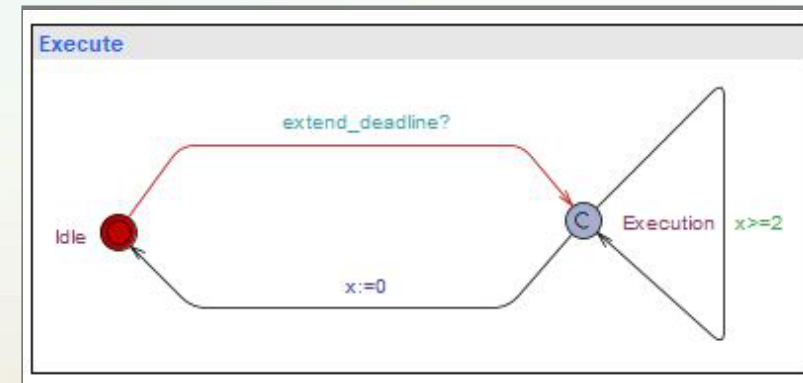 Execute
extend_deadline?
Idle
C
Execution
x>=2
x:=0